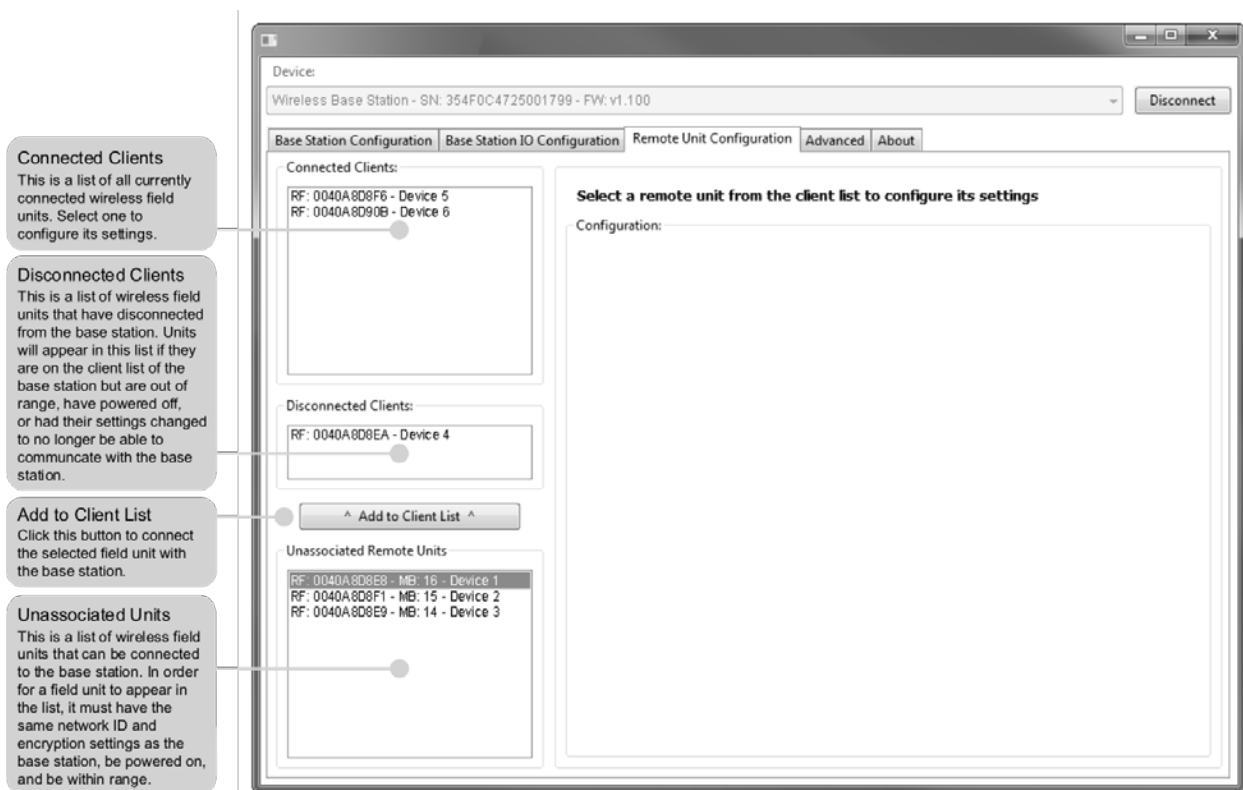 Connected Clients
This is a list of all currently
connected wireless field
units. Select one to
configure its settings.
Disconnected Clients
This is a list of wireless field
units that have disconnected
from the base station. Units
will appear in this list if they
are on the client list of the
base station but are out of
range, have powered off,
or had their settings changed
to no longer be able to
communcate with the base
station.
Add to Client List
Click this button to connect
the selected field unit with
the base station.
Unassociated Units
This is a list of wireless field
units that can be connected
to the base station. In order
for a field unit to appear in
the list, it must have the
same network ID and
encryption settings as the
base station, be powered on,
and be within range.
Device:
Wireless Base Station - SN: 354F0C4725001799 - FW: v1.100
Disconnect
Base Station Configuration Base Station IO Configuration Remote Unit Configuration Advanced About
Connected Clients:
RF: 0040A8D8F6 - Device 5
RF: 0040A8D90B - Device 6
Disconnected Clients:
RF: 0040A8D8EA - Device 4
^ Add to Client List ^
Unassociated Remote Units
RF: 0040A8D8E8 - MB: 16 - Device 1
RF: 0040A8D8F1 - MB: 15 - Device 2
RF: 0040A8D8E9 - MB: 14 - Device 3
Select a remote unit from the client list to configure its settings
Configuration: